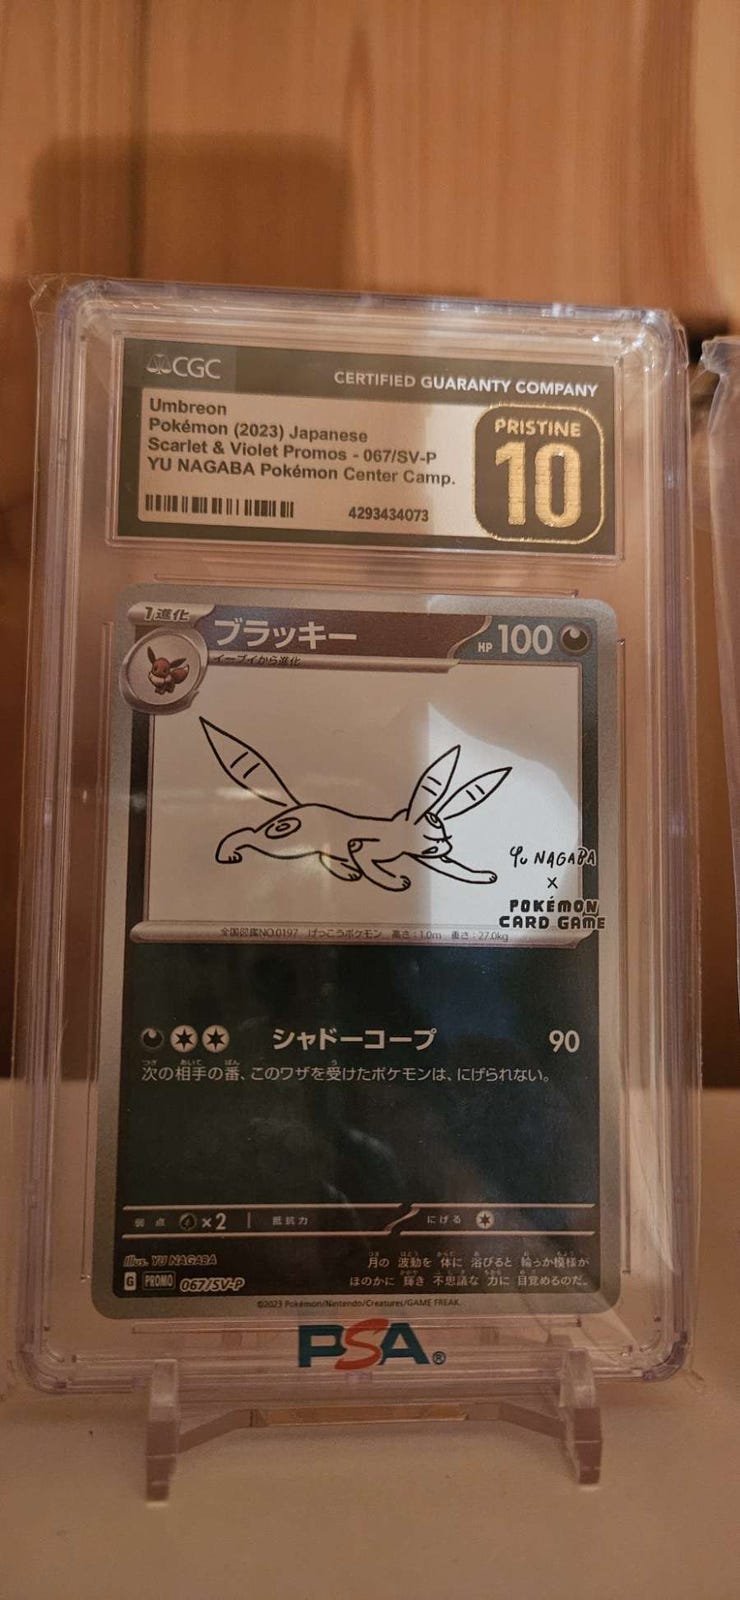 CGC
CERTIFIED GUARANTY COMPANY
Umbreon
Pokémon (2023) Japanese
Scarlet & Violet Promos - 067/SV-P
YU NAGABA Pokémon Center Camp.
4293434073
PRISTINE
10
1進化
ブラッキー
HP 100
イーブイから進化
Yu NAGABA
X
POKÉMON
CARD GAME
全国図鑑NO.0197 げっこうポケモン 高さ:1.0m 重さ:27.0kg
シャドークロープ 90
次の相手の番、このワザを受けたポケモンは、にげられない。
弱点 ×2 抵抗力 にげる
Illus. YU NAGABA
G PROMO 067/SV-P
月の波動を体に浴びると輪っか模様が
ほのかに輝き不思議な力に目覚めるのだ。
©2023 Pokémon/Nintendo/Creatures/GAME FREAK.
PSA®